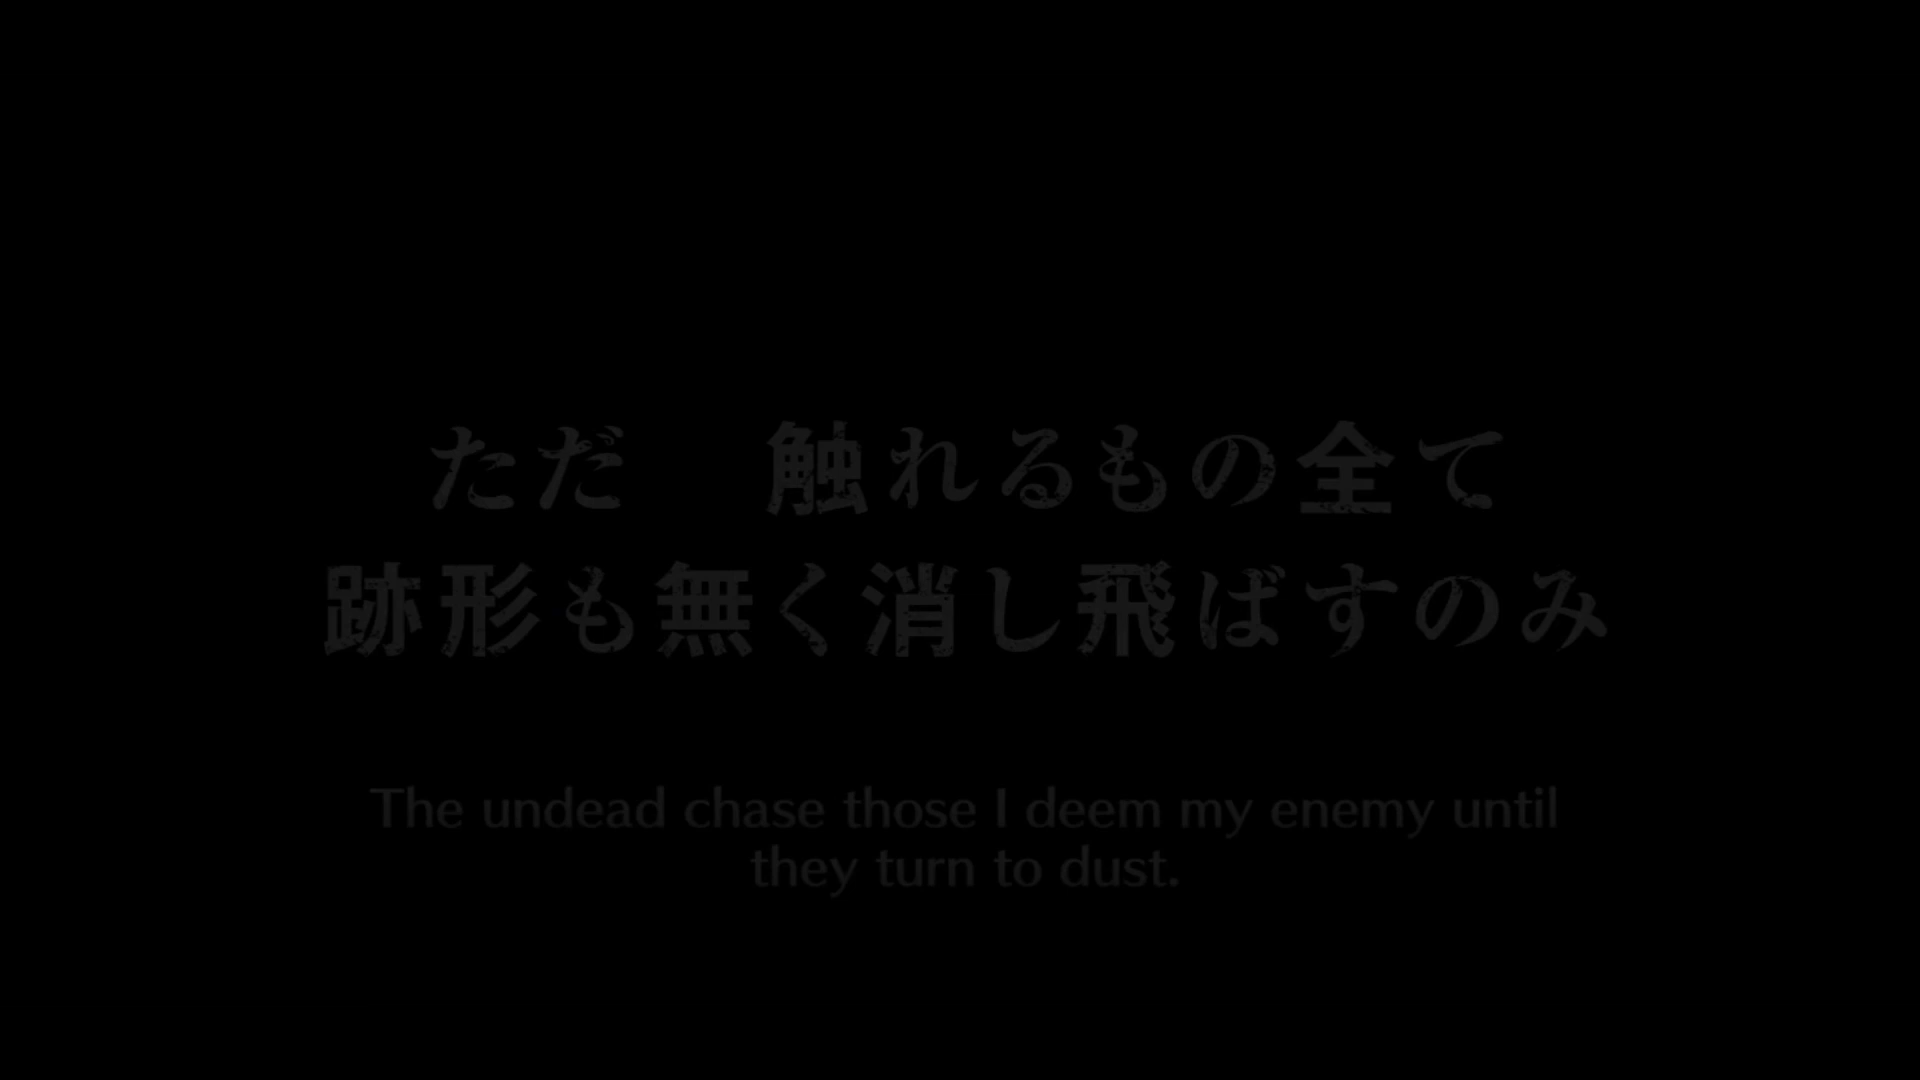 ただ　触れるもの全て
跡形も無く消し飛ばすのみ
The undead chase those I deem my enemy until
they turn to dust.